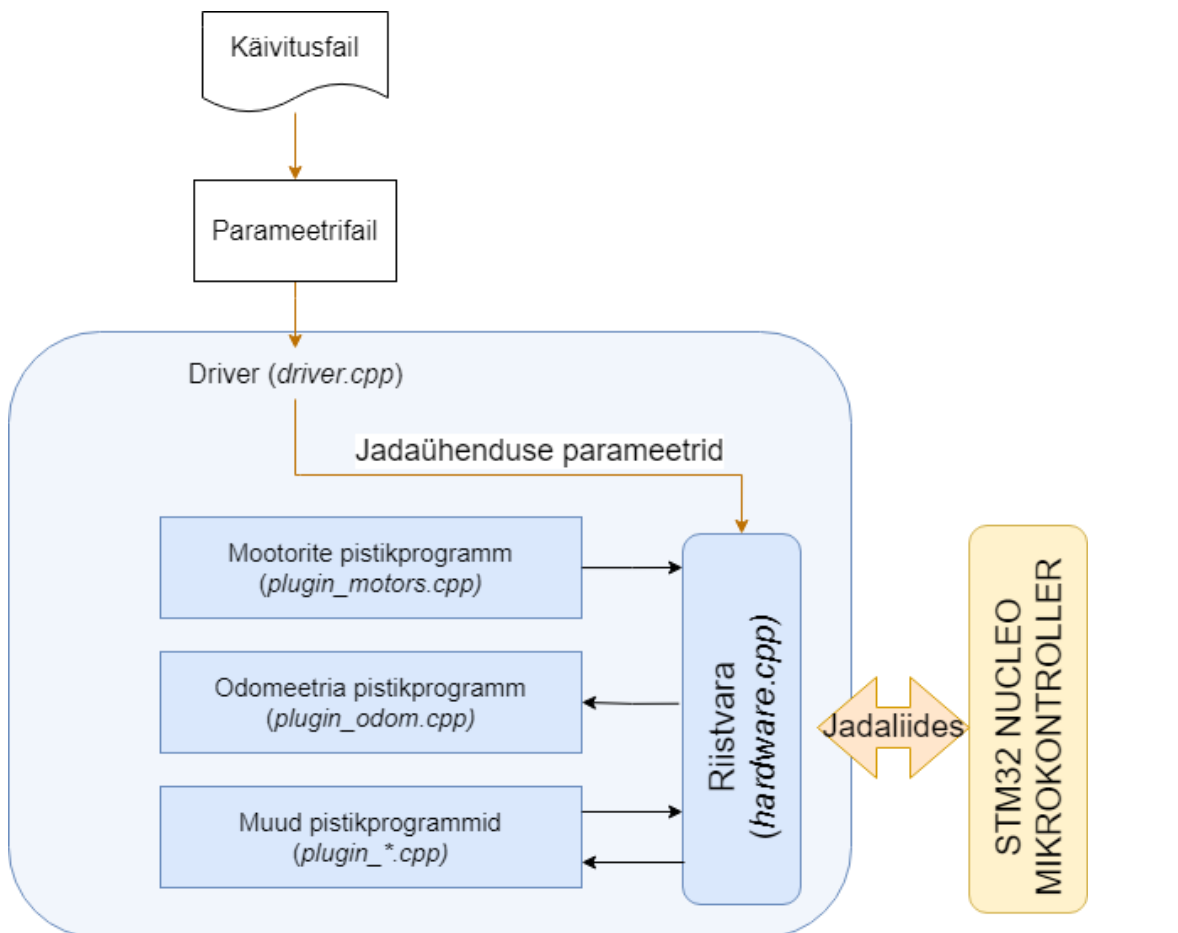 Käivitusfail
Parameetrifail
Driver (driver.cpp)
Jadaühenduse parameetrid
Mootorite pistikprogramm
(plugin_motors.cpp)
Odomeetria pistikprogramm
(plugin_odom.cpp)
Muud pistikprogrammid
(plugin_*.cpp)
Riistvara
(hardware.cpp)
Jadaliides
STM32 NUCLEO
MIKROKONTROLLER